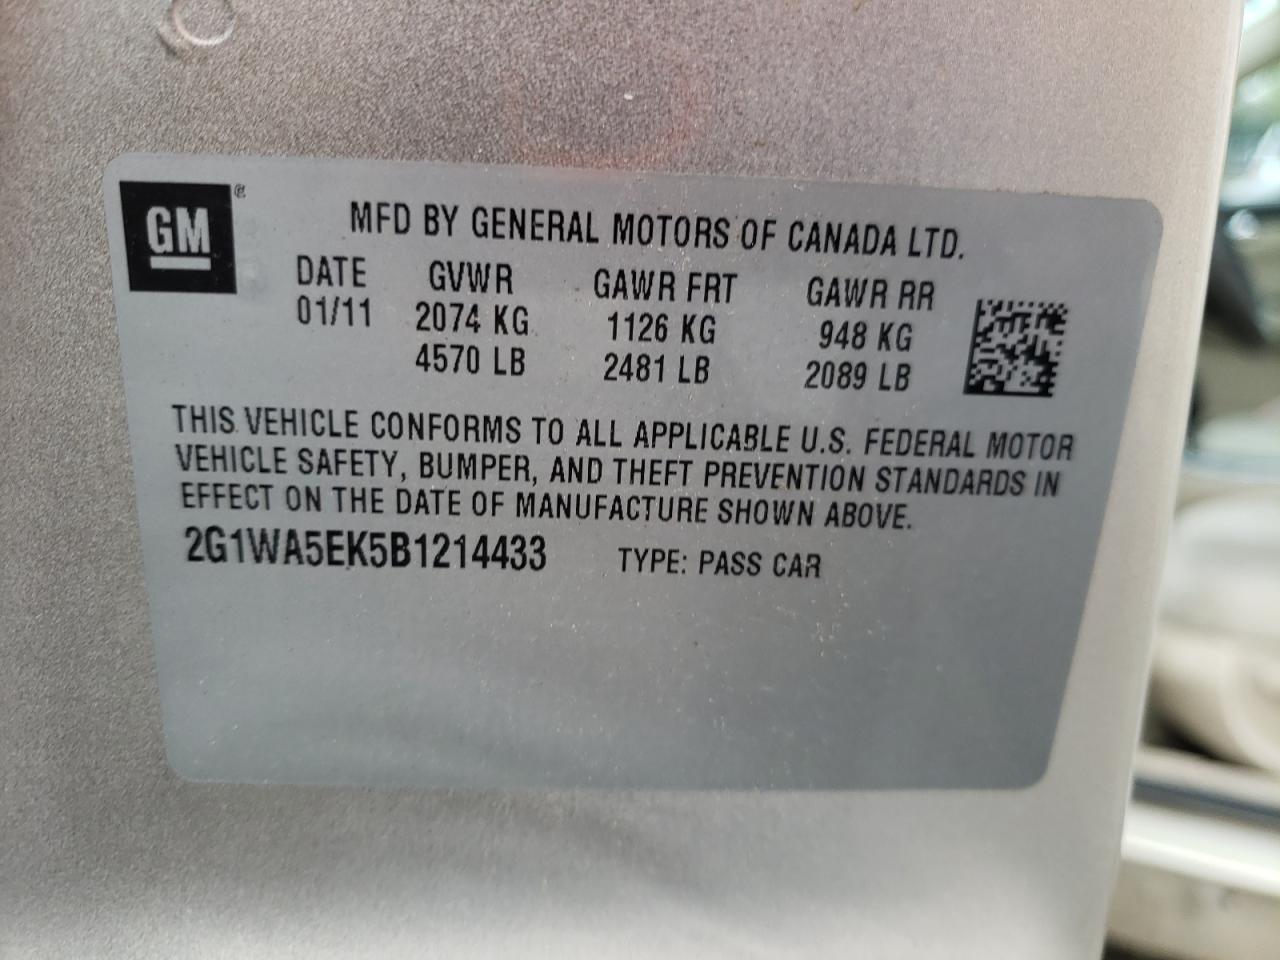 GM ®
MFD BY GENERAL MOTORS OF CANADA LTD.
DATE GVWR GAWR FRT GAWR RR
01/11 2074 KG 1126 KG 948 KG
4570 LB 2481 LB 2089 LB
THIS VEHICLE CONFORMS TO ALL APPLICABLE U.S. FEDERAL MOTOR
VEHICLE SAFETY, BUMPER, AND THEFT PREVENTION STANDARDS IN
EFFECT ON THE DATE OF MANUFACTURE SHOWN ABOVE.
2G1WA5EK5B1214433 TYPE: PASS CAR